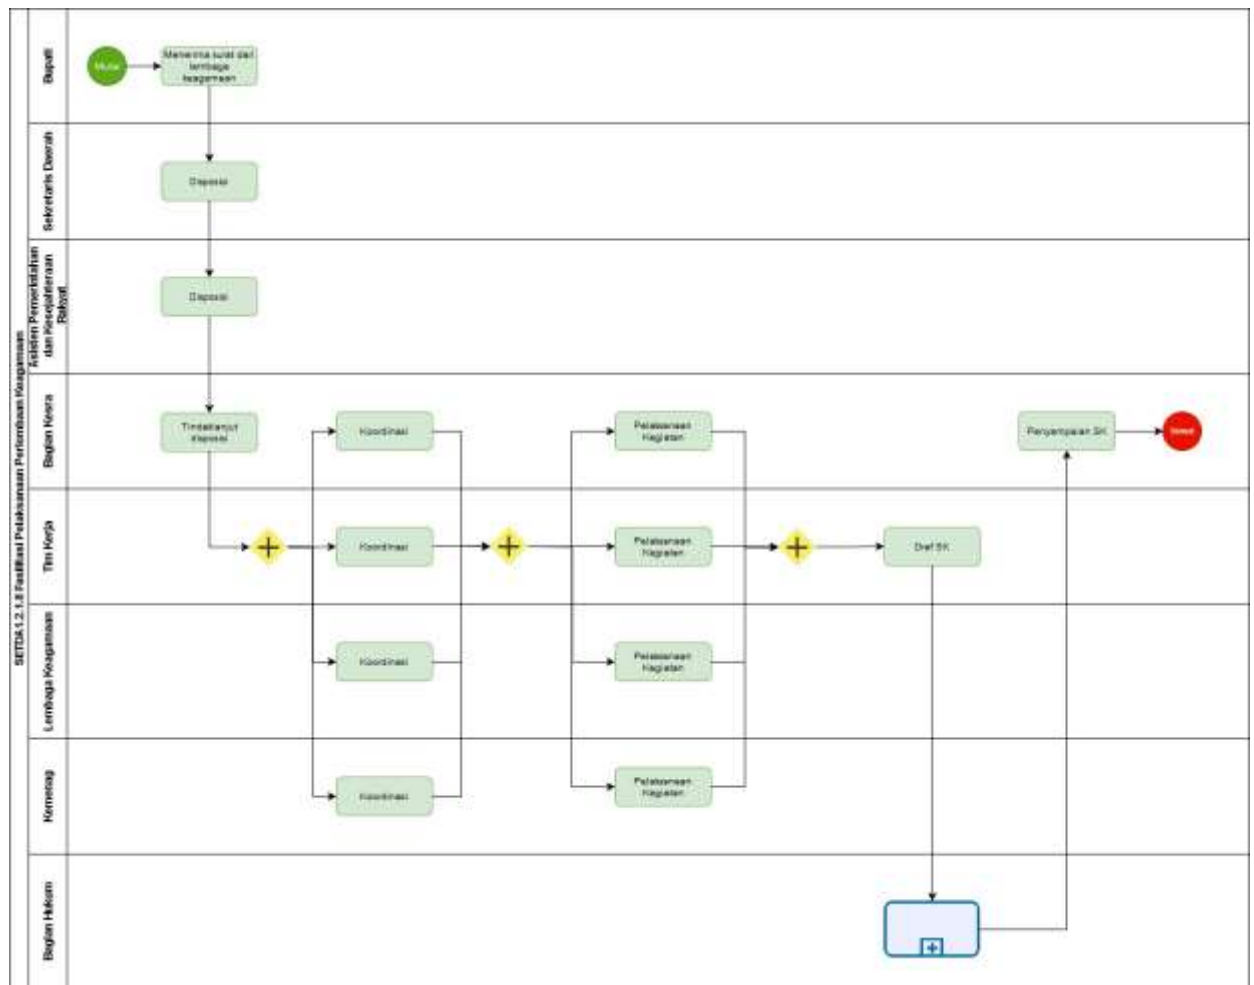 SETDA 1.2.1.8 Fasilitasi Pelaksanaan Perlombaan Keagamaan
Bupati
Mulai
Menerima surat dari
lembaga
keagamaan
Sekretaris Daerah
Disposisi
Asisten Pemerintahan
dan Kesejahteraan
Rakyat
Disposisi
Bagian Kesra
Tindaklanjut
disposisi
Koordinasi
Pelaksanaan
Kegiatan
Penyampaian SK
Tim Kerja
Koordinasi
Pelaksanaan
Kegiatan
Draf SK
Lembaga Keagamaan
Koordinasi
Pelaksanaan
Kegiatan
Kemenag
Koordinasi
Pelaksanaan
Kegiatan
Bagian Hukum